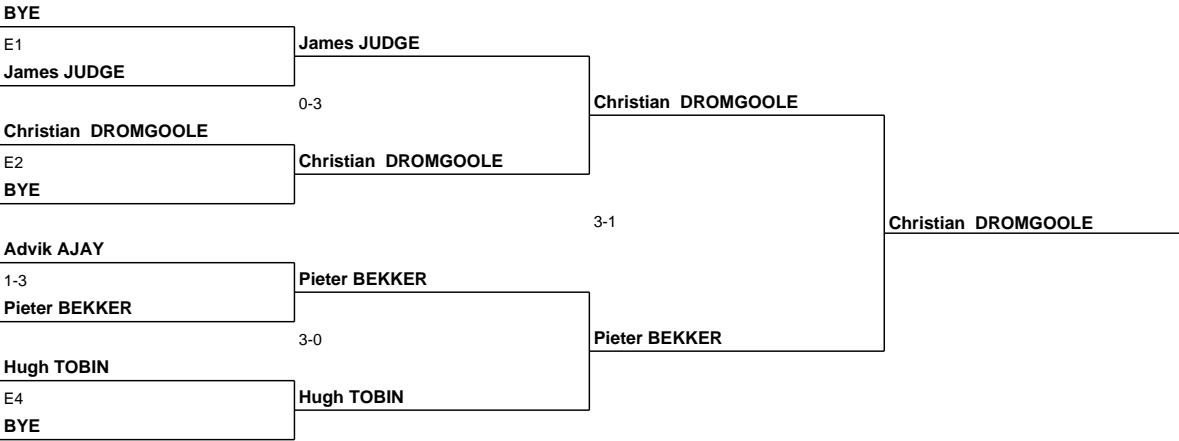 BYE
E1
James JUDGE
James JUDGE
0-3
Christian DROMGOOLE
Christian DROMGOOLE
E2
Christian DROMGOOLE
BYE
3-1
Christian DROMGOOLE
Advik AJAY
1-3
Pieter BEKKER
Pieter BEKKER
3-0
Pieter BEKKER
Hugh TOBIN
E4
Hugh TOBIN
BYE